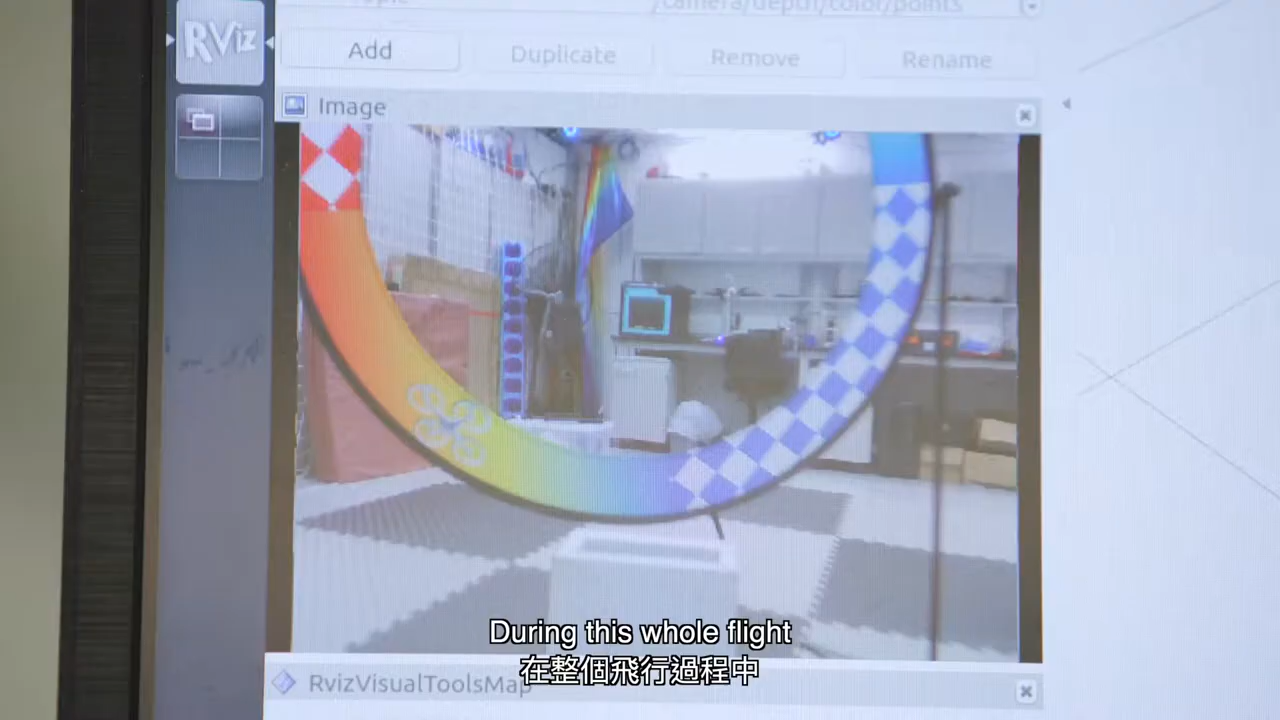 /camera/depth/color/points
RViz
Add
Duplicate
Remove
Rename
Image
During this whole flight
在整個飛行過程中
RvizVisualToolsMap